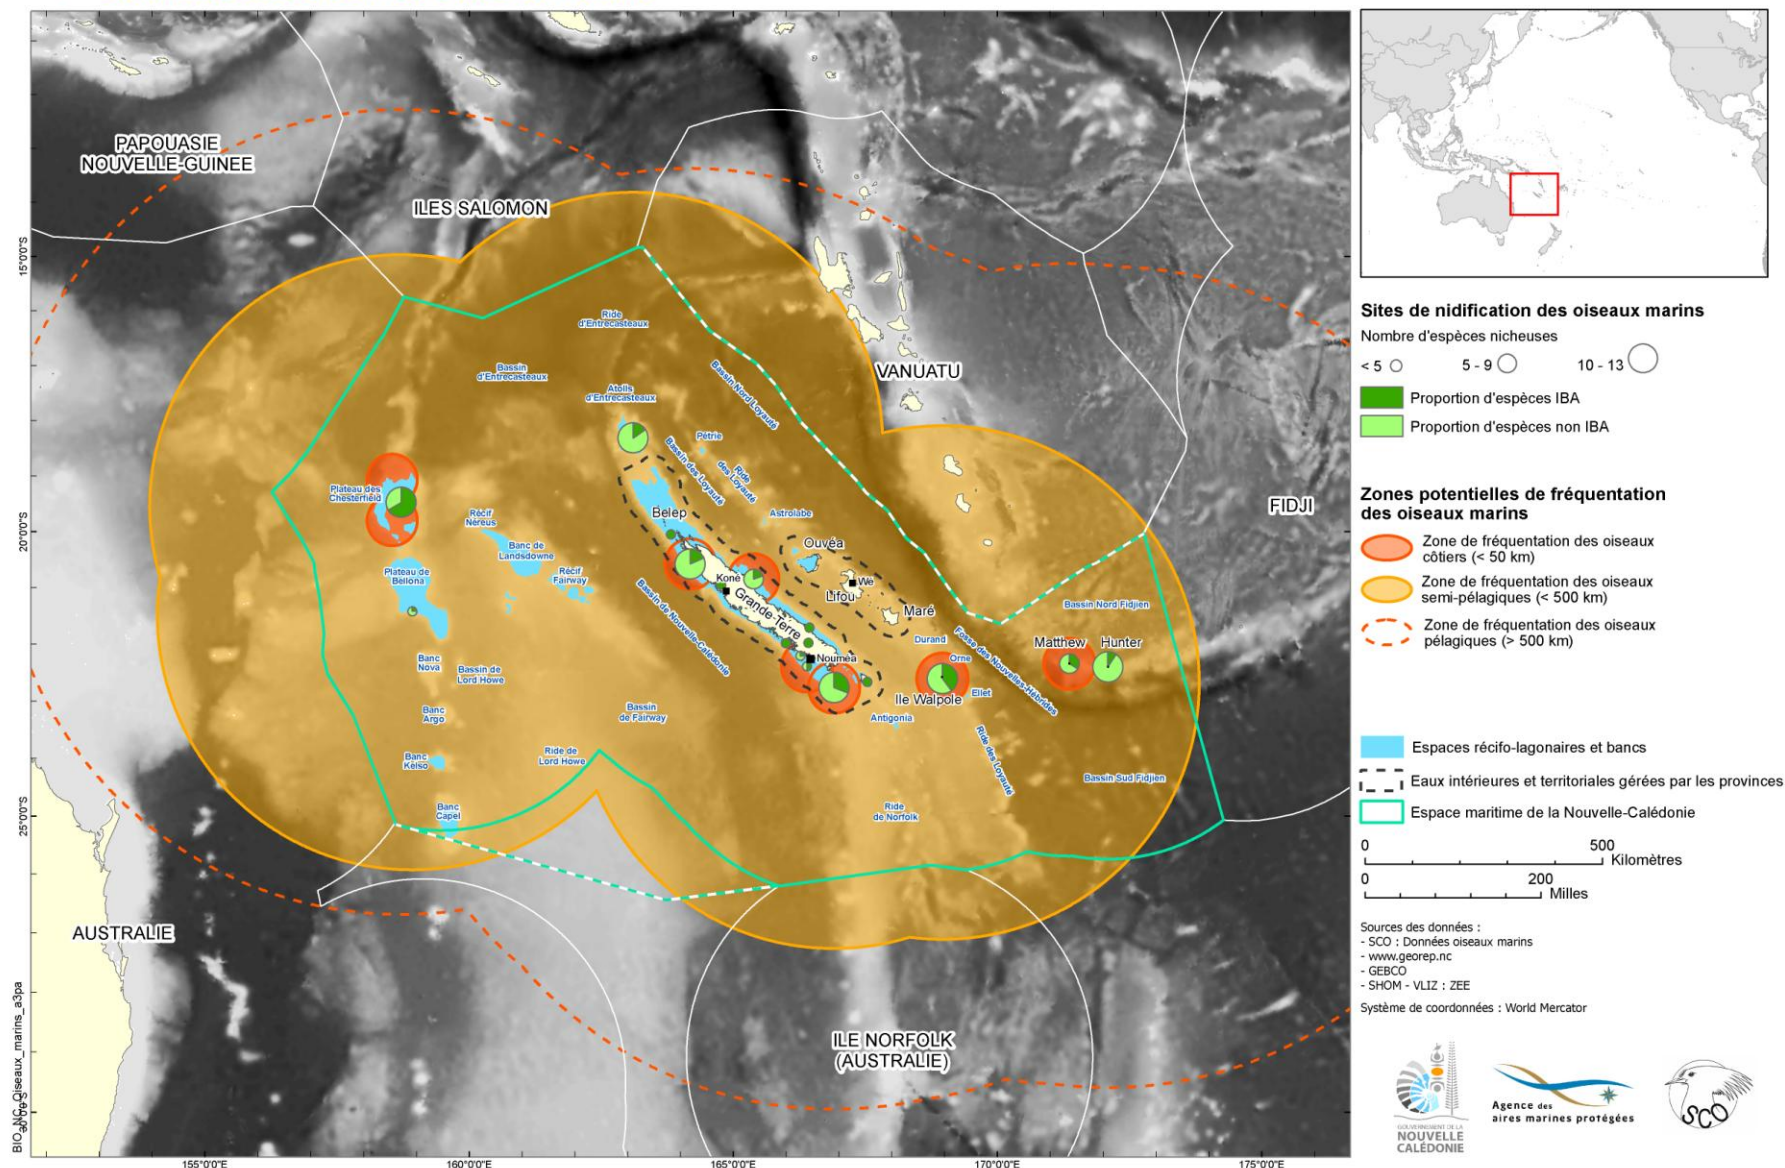 PAPOUASIE
NOUVELLE-GUINEE
ILES SALOMON
VANUATU
FIDJI
AUSTRALIE
ILE NORFOLK
(AUSTRALIE)
Ride
d'Entrecasteaux
Bassin
d'Entrecasteaux
Atolls
d'Entrecasteaux
Bassin Nord Loyauté
Pétrie
Bassin des Loyauté
Ride
des Loyauté
Astrolabe
Plateau des
Chesterfield
Récif
Néreus
Banc de
Landsdowne
Plateau de
Bellona
Récif
Fairway
Belep
Ouvéa
Koné
Wé
Lifou
Grande-Terre
Maré
Bassin de Nouvelle-Calédonie
Nouméa
Durand
Orne
Fosse des Nouvelles-Hébrides
Bassin Nord Fidjien
Matthew
Hunter
Ile Walpole
Ellet
Banc
Nova
Bassin de
Lord Howe
Banc
Argo
Bassin
de Fairway
Antigonia
Banc
Kelso
Ride de
Lord Howe
Ride des Loyauté
Bassin Sud Fidjien
Banc
Capel
Ride
de Norfolk
15°0'0"S
20°0'0"S
25°0'0"S
30°0'0"S
155°0'0"E
160°0'0"E
165°0'0"E
170°0'0"E
175°0'0"E
BIO_NC_Oiseaux_marins_a3pa
Sites de nidification des oiseaux marins
Nombre d'espèces nicheuses
< 5
5 - 9
10 - 13
Proportion d'espèces IBA
Proportion d'espèces non IBA
Zones potentielles de fréquentation
des oiseaux marins
Zone de fréquentation des oiseaux
côtiers (< 50 km)
Zone de fréquentation des oiseaux
semi-pélagiques (< 500 km)
Zone de fréquentation des oiseaux
pélagiques (> 500 km)
Espaces récifo-lagonaires et bancs
Eaux intérieures et territoriales gérées par les provinces
Espace maritime de la Nouvelle-Calédonie
0 500
Kilomètres
0 200
Milles
Sources des données :
- SCO : Données oiseaux marins
- www.georep.nc
- GEBCO
- SHOM - VLIZ : ZEE
Système de coordonnées : World Mercator
GOUVERNEMENT DE LA
NOUVELLE
CALÉDONIE
Agence des
aires marines protégées
SCO